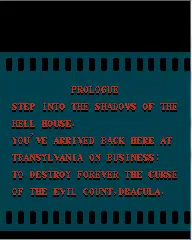 PROLOGUE
STEP INTO THE SHADOWS OF THE
HELL HOUSE.
YOU'VE ARRIVED BACK HERE AT
TRANSYLVANIA ON BUSINESS:
TO DESTROY FOREVER THE CURSE
OF THE EVIL COUNT,DRACULA.